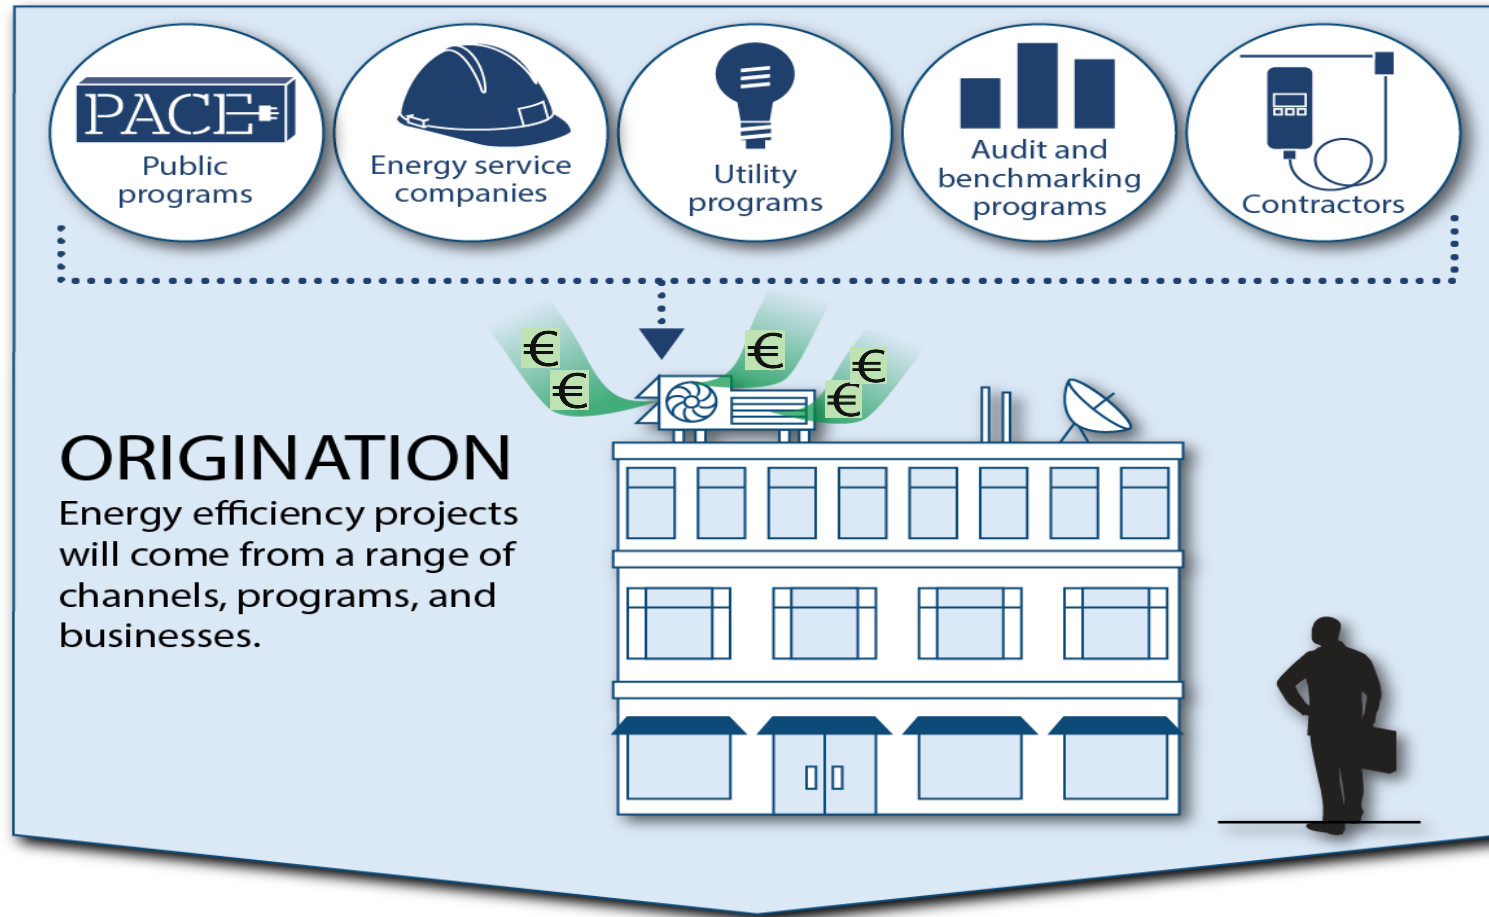 PACE
Public
programs
Energy service
companies
Utility
programs
Audit and
benchmarking
programs
Contractors
€
€
€
€
€
ORIGINATION
Energy efficiency projects
will come from a range of
channels, programs, and
businesses.